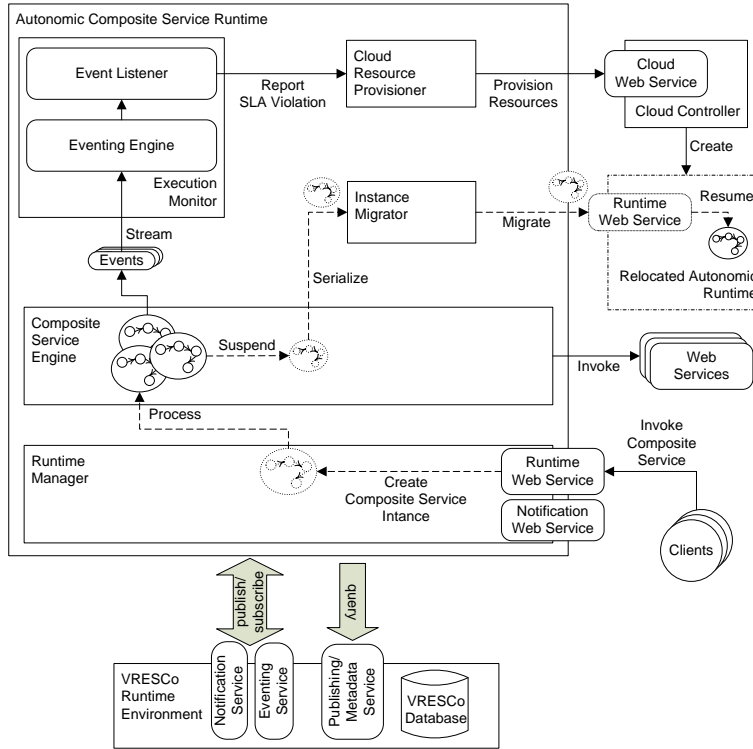 Autonomic Composite Service Runtime
Event Listener
Eventing Engine
Execution
Monitor
Report
SLA Violation
Cloud
Resource
Provisioner
Provision
Resources
Cloud
Web Service
Cloud Controller
Create
Stream
Events
Serialize
Instance
Migrator
Migrate
Runtime
Web Service
Resume
Relocated Autonomic
Runtime
Composite
Service
Engine
Suspend
Invoke
Web
Services
Process
Runtime
Manager
Create
Composite Service
Intance
Runtime
Web Service
Notification
Web Service
Invoke
Composite
Service
Clients
publish/
subscribe
query
VRESCo
Runtime
Environment
Notification
Service
Eventing
Service
Publishing/
Metadata
Service
VRESCo
Database